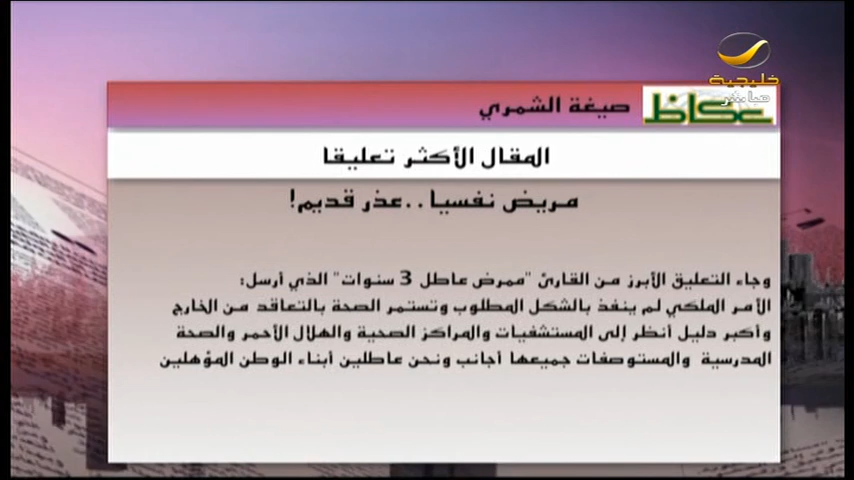 خليجية
مباشر
عكاظ
صيغة الشمري
المقال الأكثر تعليقا
مريض نفسيا..عذر قديم!
وجاء التعليق الأبرز من القارئ "ممرض عاطل 3 سنوات" الذي أرسل:
الأمر الملكي لم ينفذ بالشكل المطلوب وتستمر الصحة بالتعاقد من الخارج
وأكبر دليل أنظر إلى المستشفيات والمراكز الصحية والهلال الأحمر والصحة
المدرسية والمستوصفات جميعها أجانب ونحن عاطلين أبناء الوطن المؤهلين